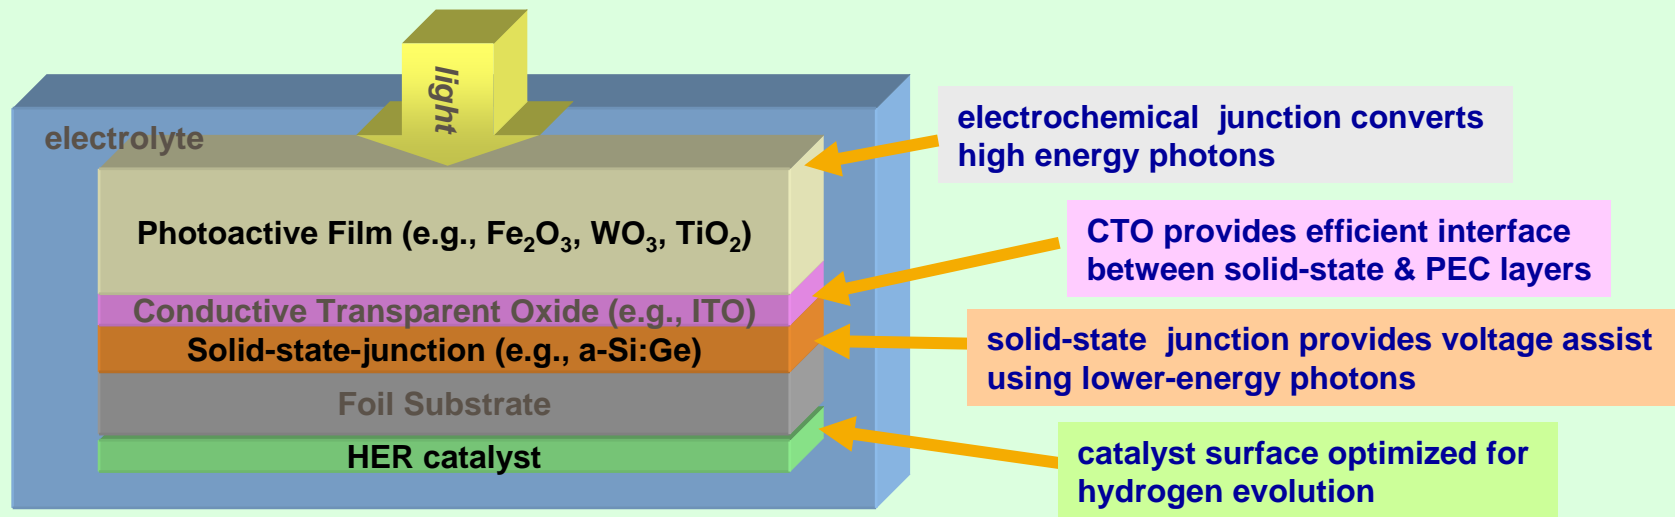 light
electrolyte
Photoactive Film (e.g., Fe₂O₃, WO₃, TiO₂)
Conductive Transparent Oxide (e.g., ITO)
Solid-state-junction (e.g., a-Si:Ge)
Foil Substrate
HER catalyst
electrochemical junction converts
high energy photons
CTO provides efficient interface
between solid-state & PEC layers
solid-state junction provides voltage assist
using lower-energy photons
catalyst surface optimized for
hydrogen evolution